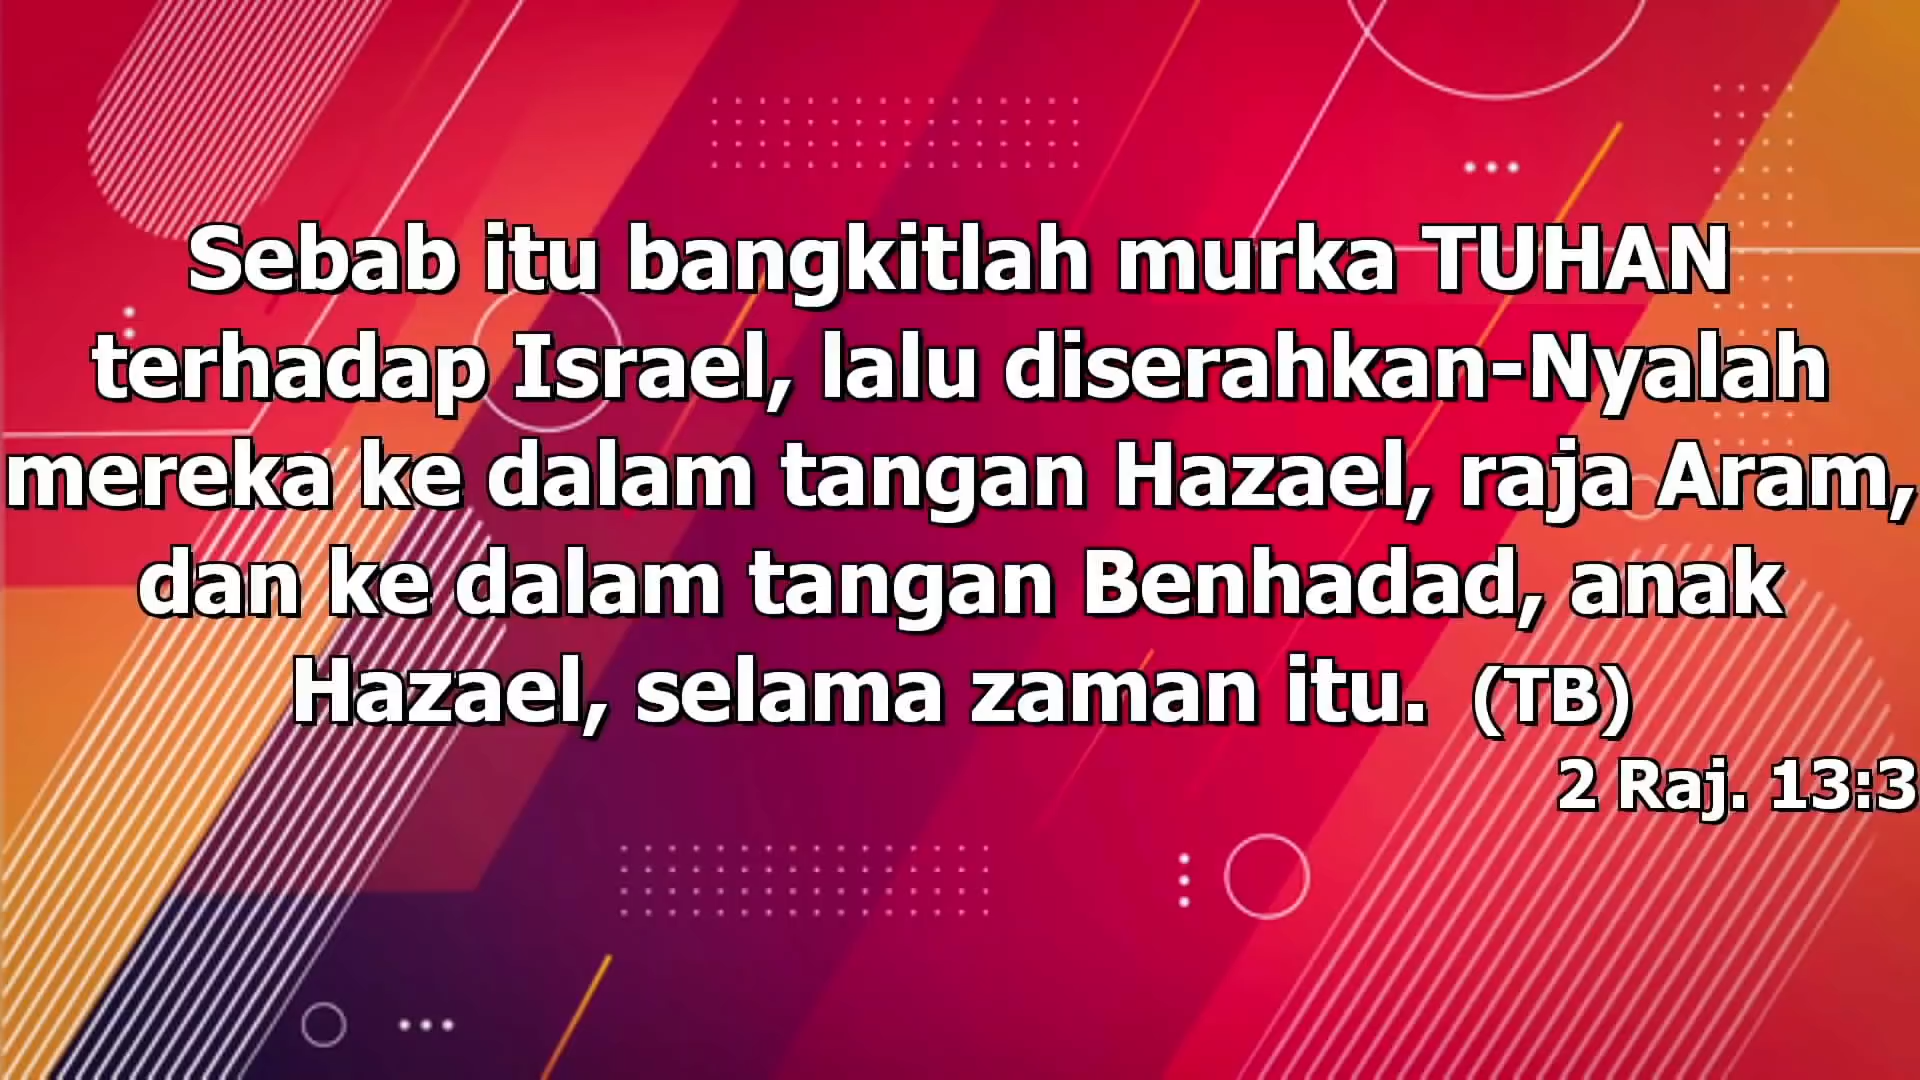 Sebab itu bangkitlah murka TUHAN
terhadap Israel, lalu diserahkan-Nyalah
mereka ke dalam tangan Hazael, raja Aram,
dan ke dalam tangan Benhadad, anak
Hazael, selama zaman itu. (TB)
2 Raj. 13:3